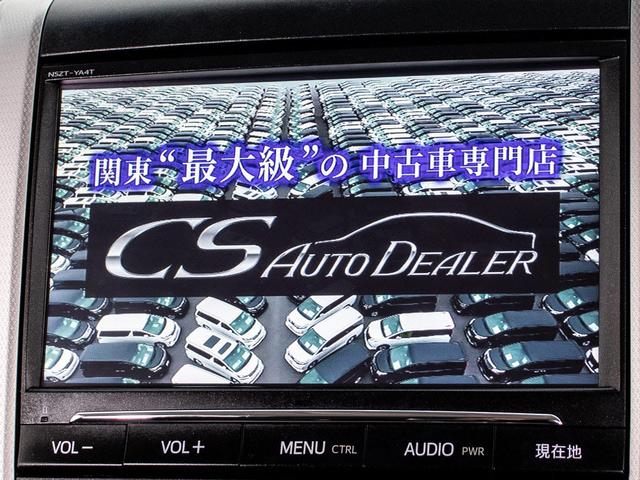 NSZT-YA4T
関東“最大級”の 中古車専門店
CS AUTO DEALER
VOL− VOL+ MENU CTRL AUDIO PWR 現在地